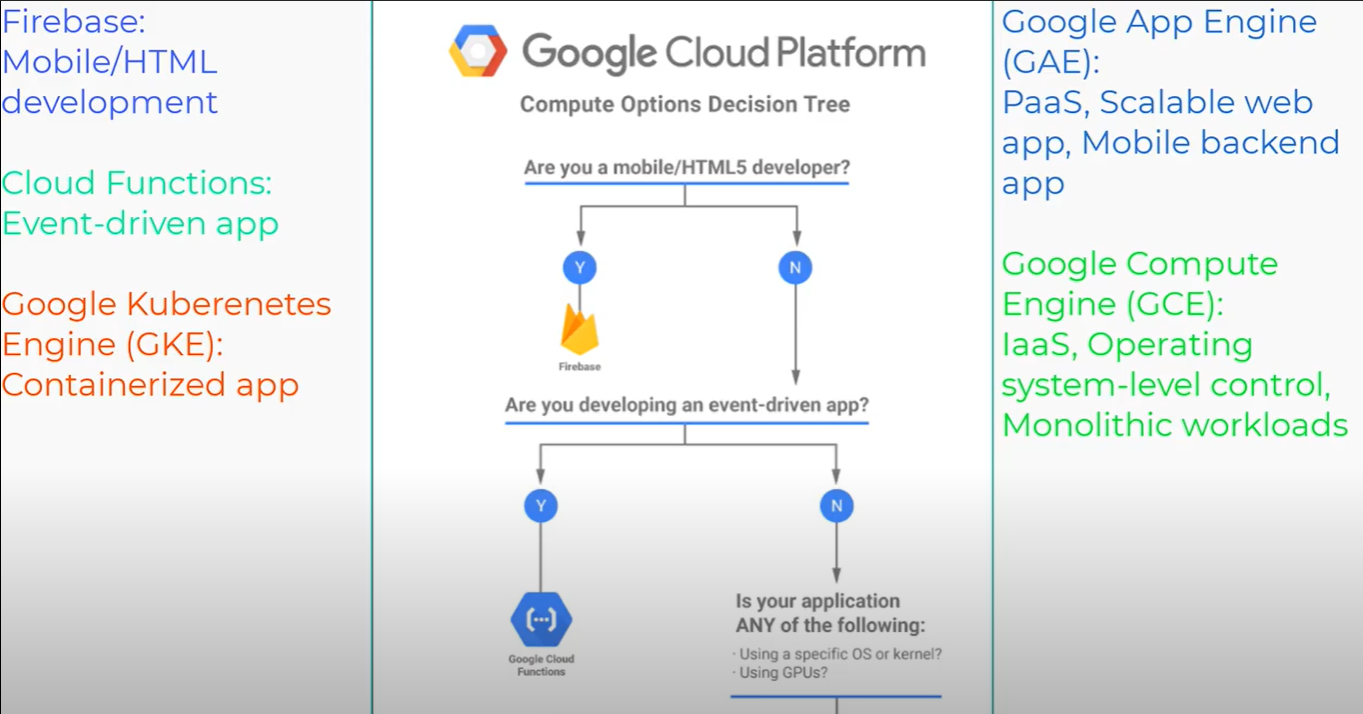 Firebase:
Mobile/HTML
development
Cloud Functions:
Event-driven app
Google Kuberenetes
Engine (GKE):
Containerized app
Google Cloud Platform
Compute Options Decision Tree
Are you a mobile/HTML5 developer?
Y
N
Firebase
Are you developing an event-driven app?
Y
N
Google Cloud
Functions
Is your application
ANY of the following:
· Using a specific OS or kernel?
· Using GPUs?
Google App Engine
(GAE):
PaaS, Scalable web
app, Mobile backend
app
Google Compute
Engine (GCE):
IaaS, Operating
system-level control,
Monolithic workloads